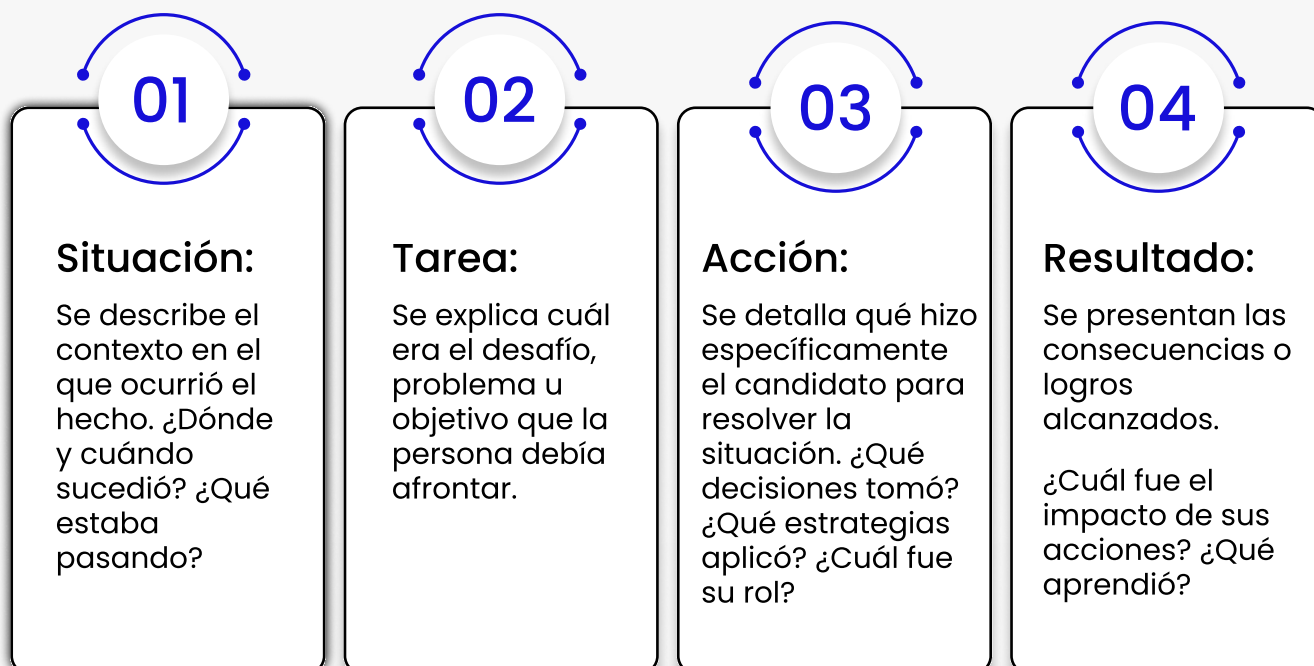 01
Situación:
Se describe el
contexto en el
que ocurrió el
hecho. ¿Dónde
y cuándo
sucedió? ¿Qué
estaba
pasando?
02
Tarea:
Se explica cuál
era el desafío,
problema u
objetivo que la
persona debía
afrontar.
03
Acción:
Se detalla qué hizo
específicamente
el candidato para
resolver la
situación. ¿Qué
decisiones tomó?
¿Qué estrategias
aplicó? ¿Cuál fue
su rol?
04
Resultado:
Se presentan las
consecuencias o
logros
alcanzados.
¿Cuál fue el
impacto de sus
acciones? ¿Qué
aprendió?